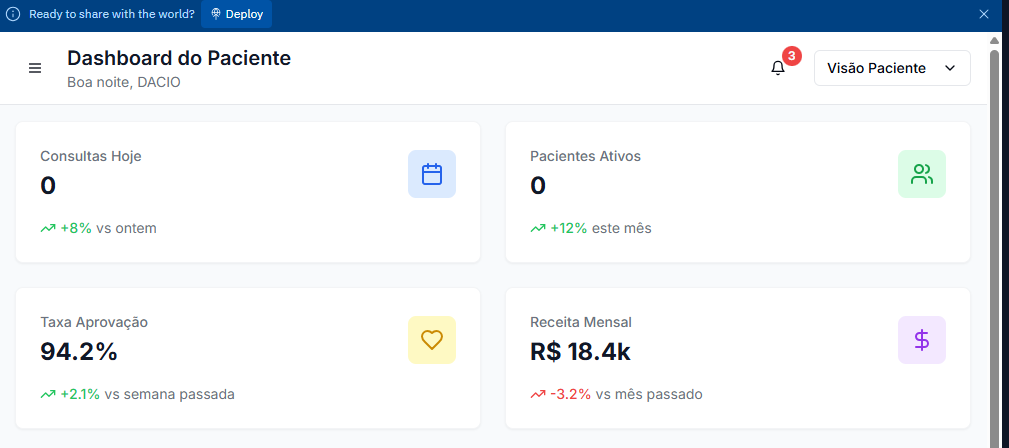 Ready to share with the world? Deploy
Dashboard do Paciente
Boa noite, DACIO
3
Visão Paciente
Consultas Hoje
0
+8% vs ontem
Pacientes Ativos
0
+12% este mês
Taxa Aprovação
94.2%
+2.1% vs semana passada
Receita Mensal
R$ 18.4k
-3.2% vs mês passado